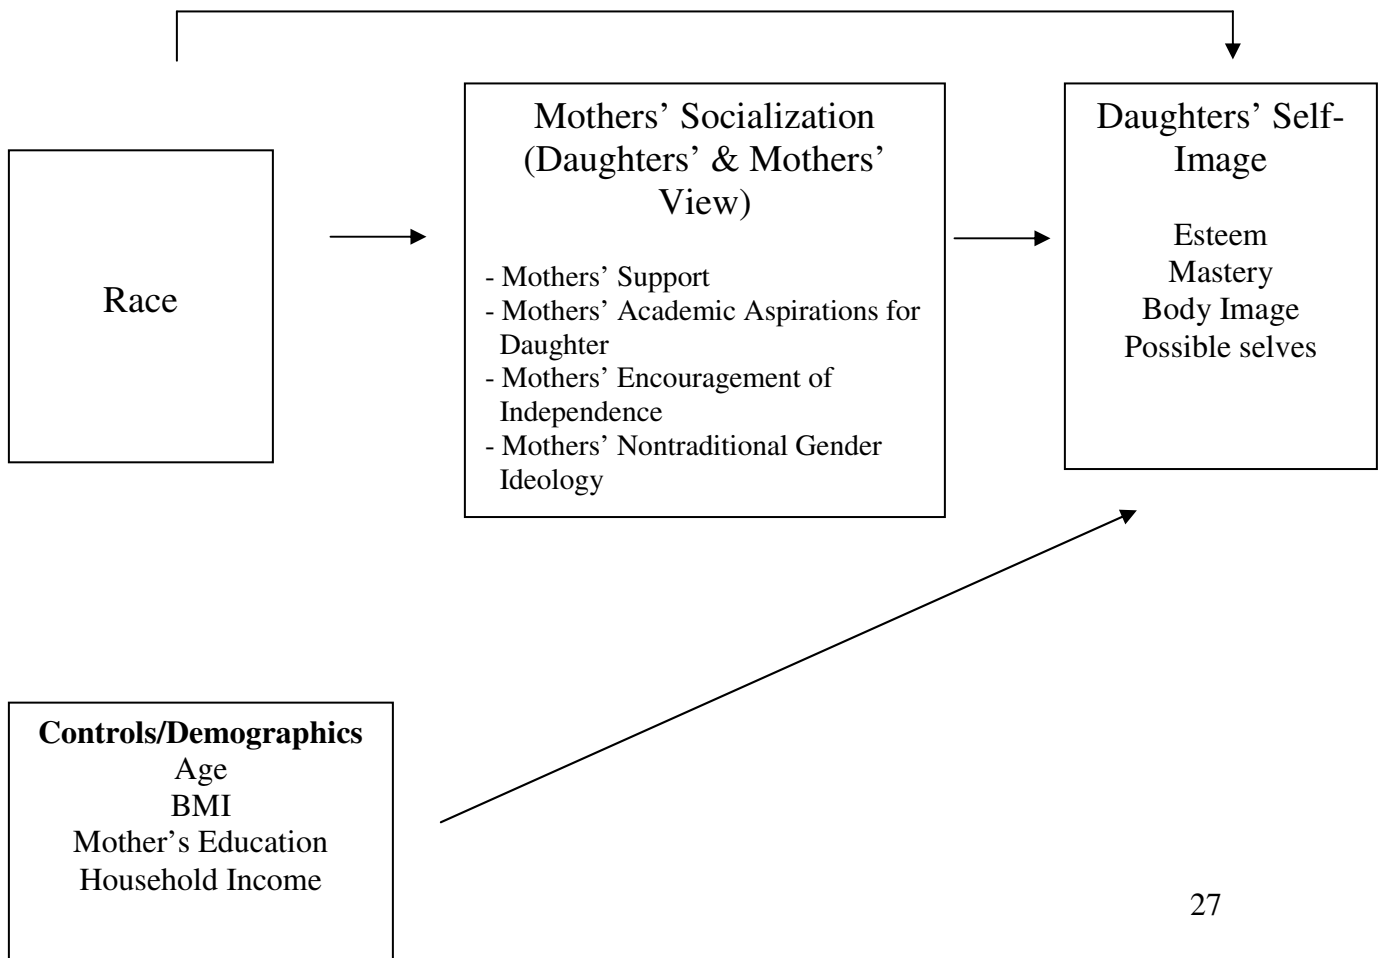 Race
Mothers’ Socialization
(Daughters’ & Mothers’
View)
- Mothers’ Support
- Mothers’ Academic Aspirations for
Daughter
- Mothers’ Encouragement of
Independence
- Mothers’ Nontraditional Gender
Ideology
Daughters’ Self-
Image
Esteem
Mastery
Body Image
Possible selves
Controls/Demographics
Age
BMI
Mother’s Education
Household Income
27